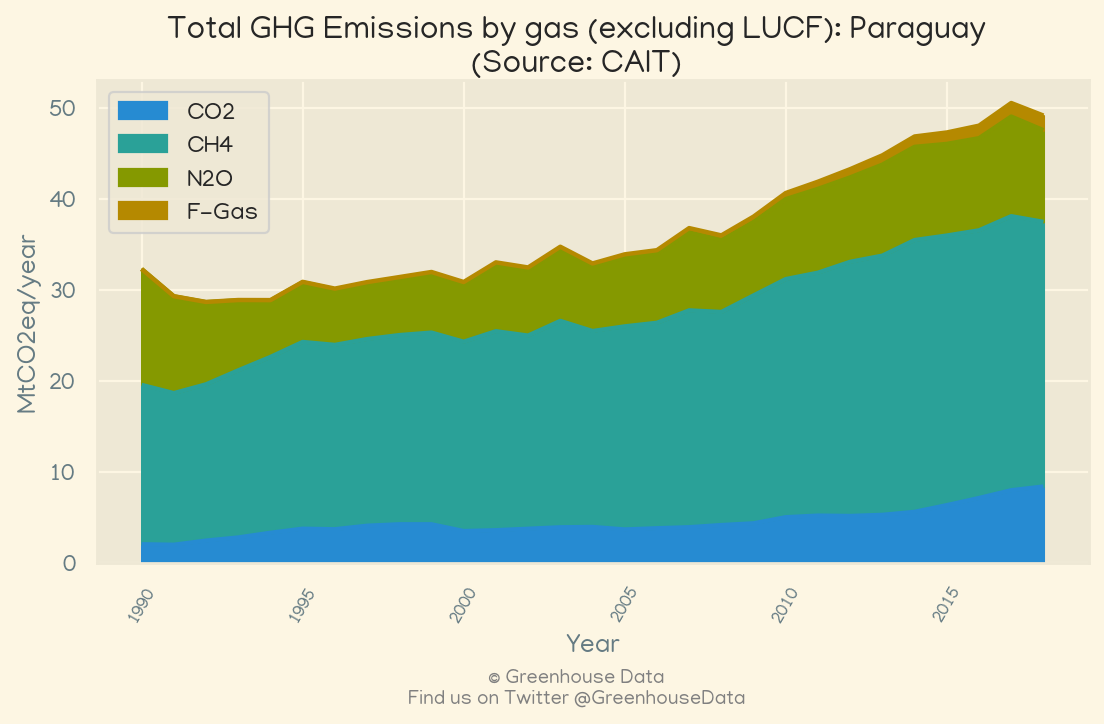 Total GHG Emissions by gas (excluding LUCF): Paraguay
(Source: CAIT)
CO2
CH4
N2O
F-Gas
MtCO2eq/year
50
40
30
20
10
0
1990
1995
2000
2005
2010
2015
Year
© Greenhouse Data
Find us on Twitter @GreenhouseData